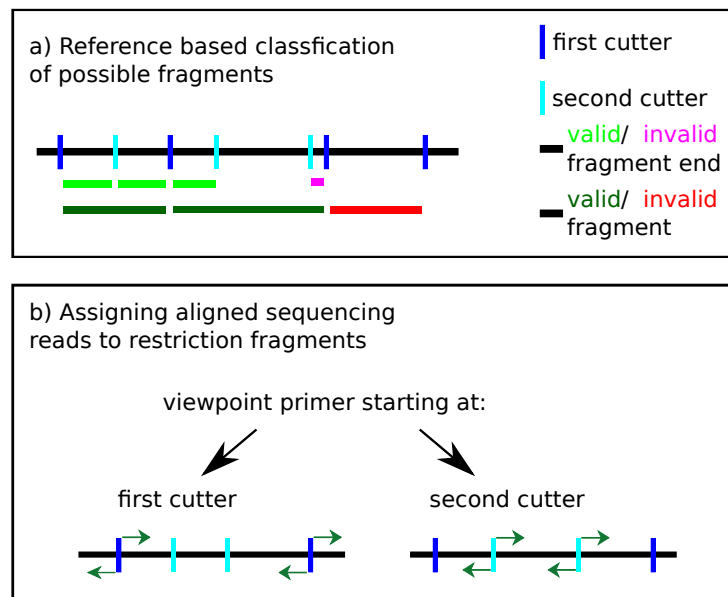 a) Reference based classfication
of possible fragments
first cutter
second cutter
valid/ invalid
fragment end
valid/ invalid
fragment
b) Assigning aligned sequencing
reads to restriction fragments
viewpoint primer starting at:
first cutter
second cutter